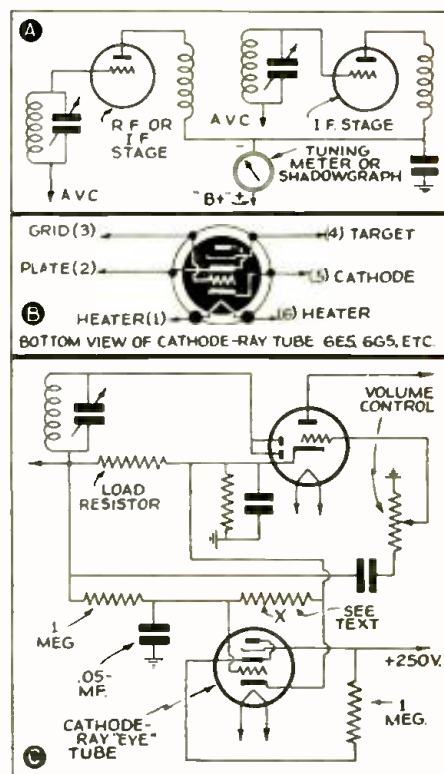 A
R F OR
I F
STAGE
AVC
AVC
I.F. STAGE
TUNING
METER OR
SHADOWGRAPH
-
"B+" +
GRID (3)
(4) TARGET
PLATE (2)
(5) CATHODE
B
HEATER (1)
(6) HEATER
BOTTOM VIEW OF CATHODE-RAY TUBE 6E5, 6G5, ETC.
VOLUME
CONTROL
LOAD
RESISTOR
1
MEG
X
SEE
TEXT
.05-
MF.
+250V.
CATHODE-
RAY "EYE"
TUBE
1
MEG.
C